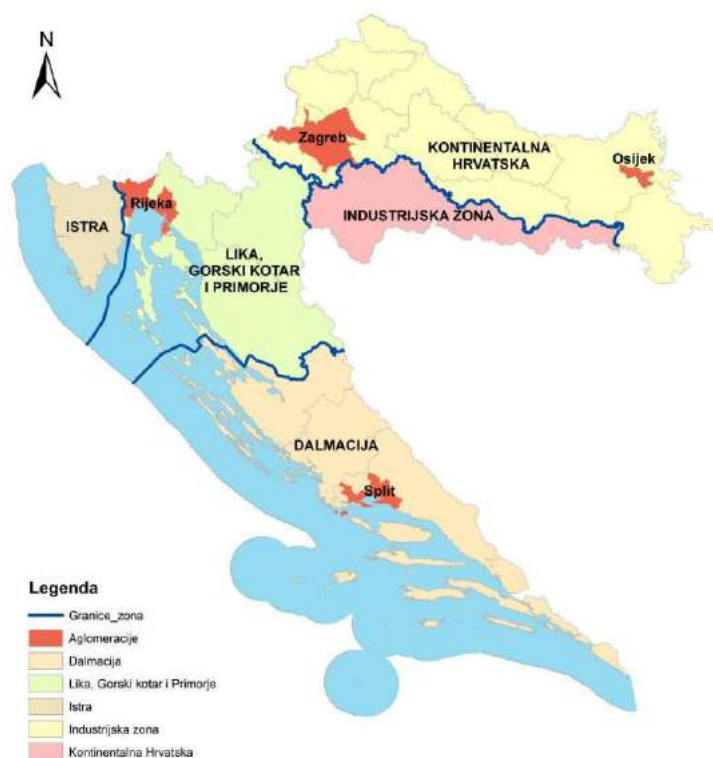 N
Zagreb
KONTINENTALNA
HRVATSKA
Osijek
Rijeka
ISTRA
INDUSTRIJSKA ZONA
LIKA,
GORSKI KOTAR
I PRIMORJE
DALMACIJA
Split
Legenda
Granice_zona
Aglomeracije
Dalmacija
Lika, Gorski kotar i Primorje
Istra
Industrijska zona
Kontinentalna Hrvatska